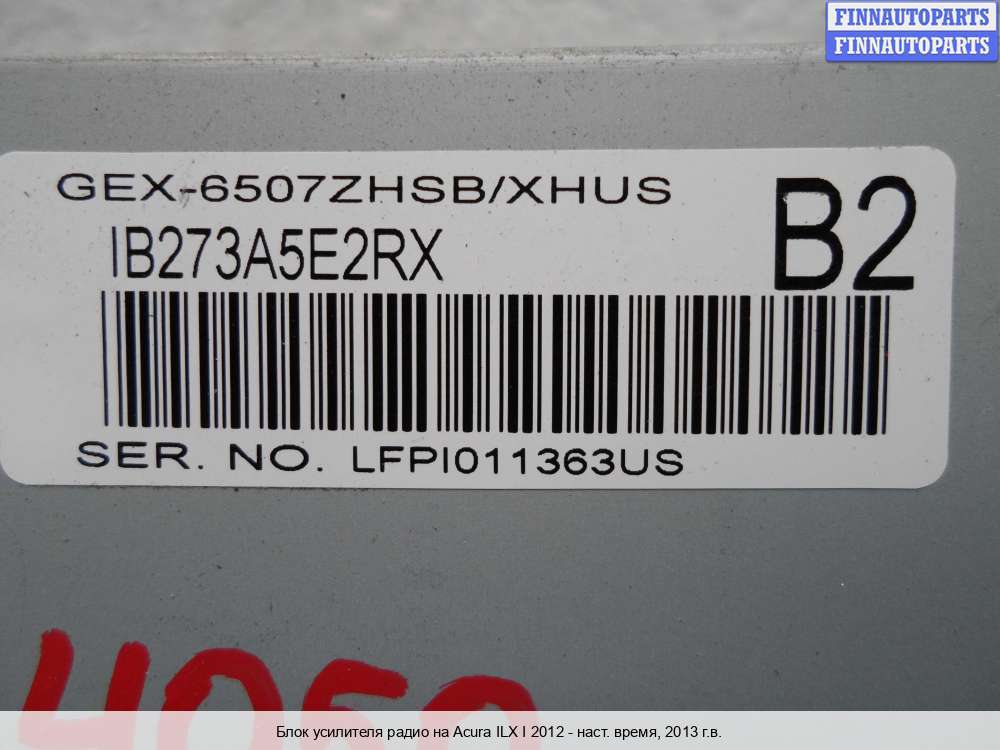 FINNAUTOPARTS
FINNAUTOPARTS
GEX-6507ZHSB/XHUS
B2
IB273A5E2RX
SER. NO. LFPI011363US
4050
Блок усилителя радио на Acura ILX I 2012 - наст. время, 2013 г.в.